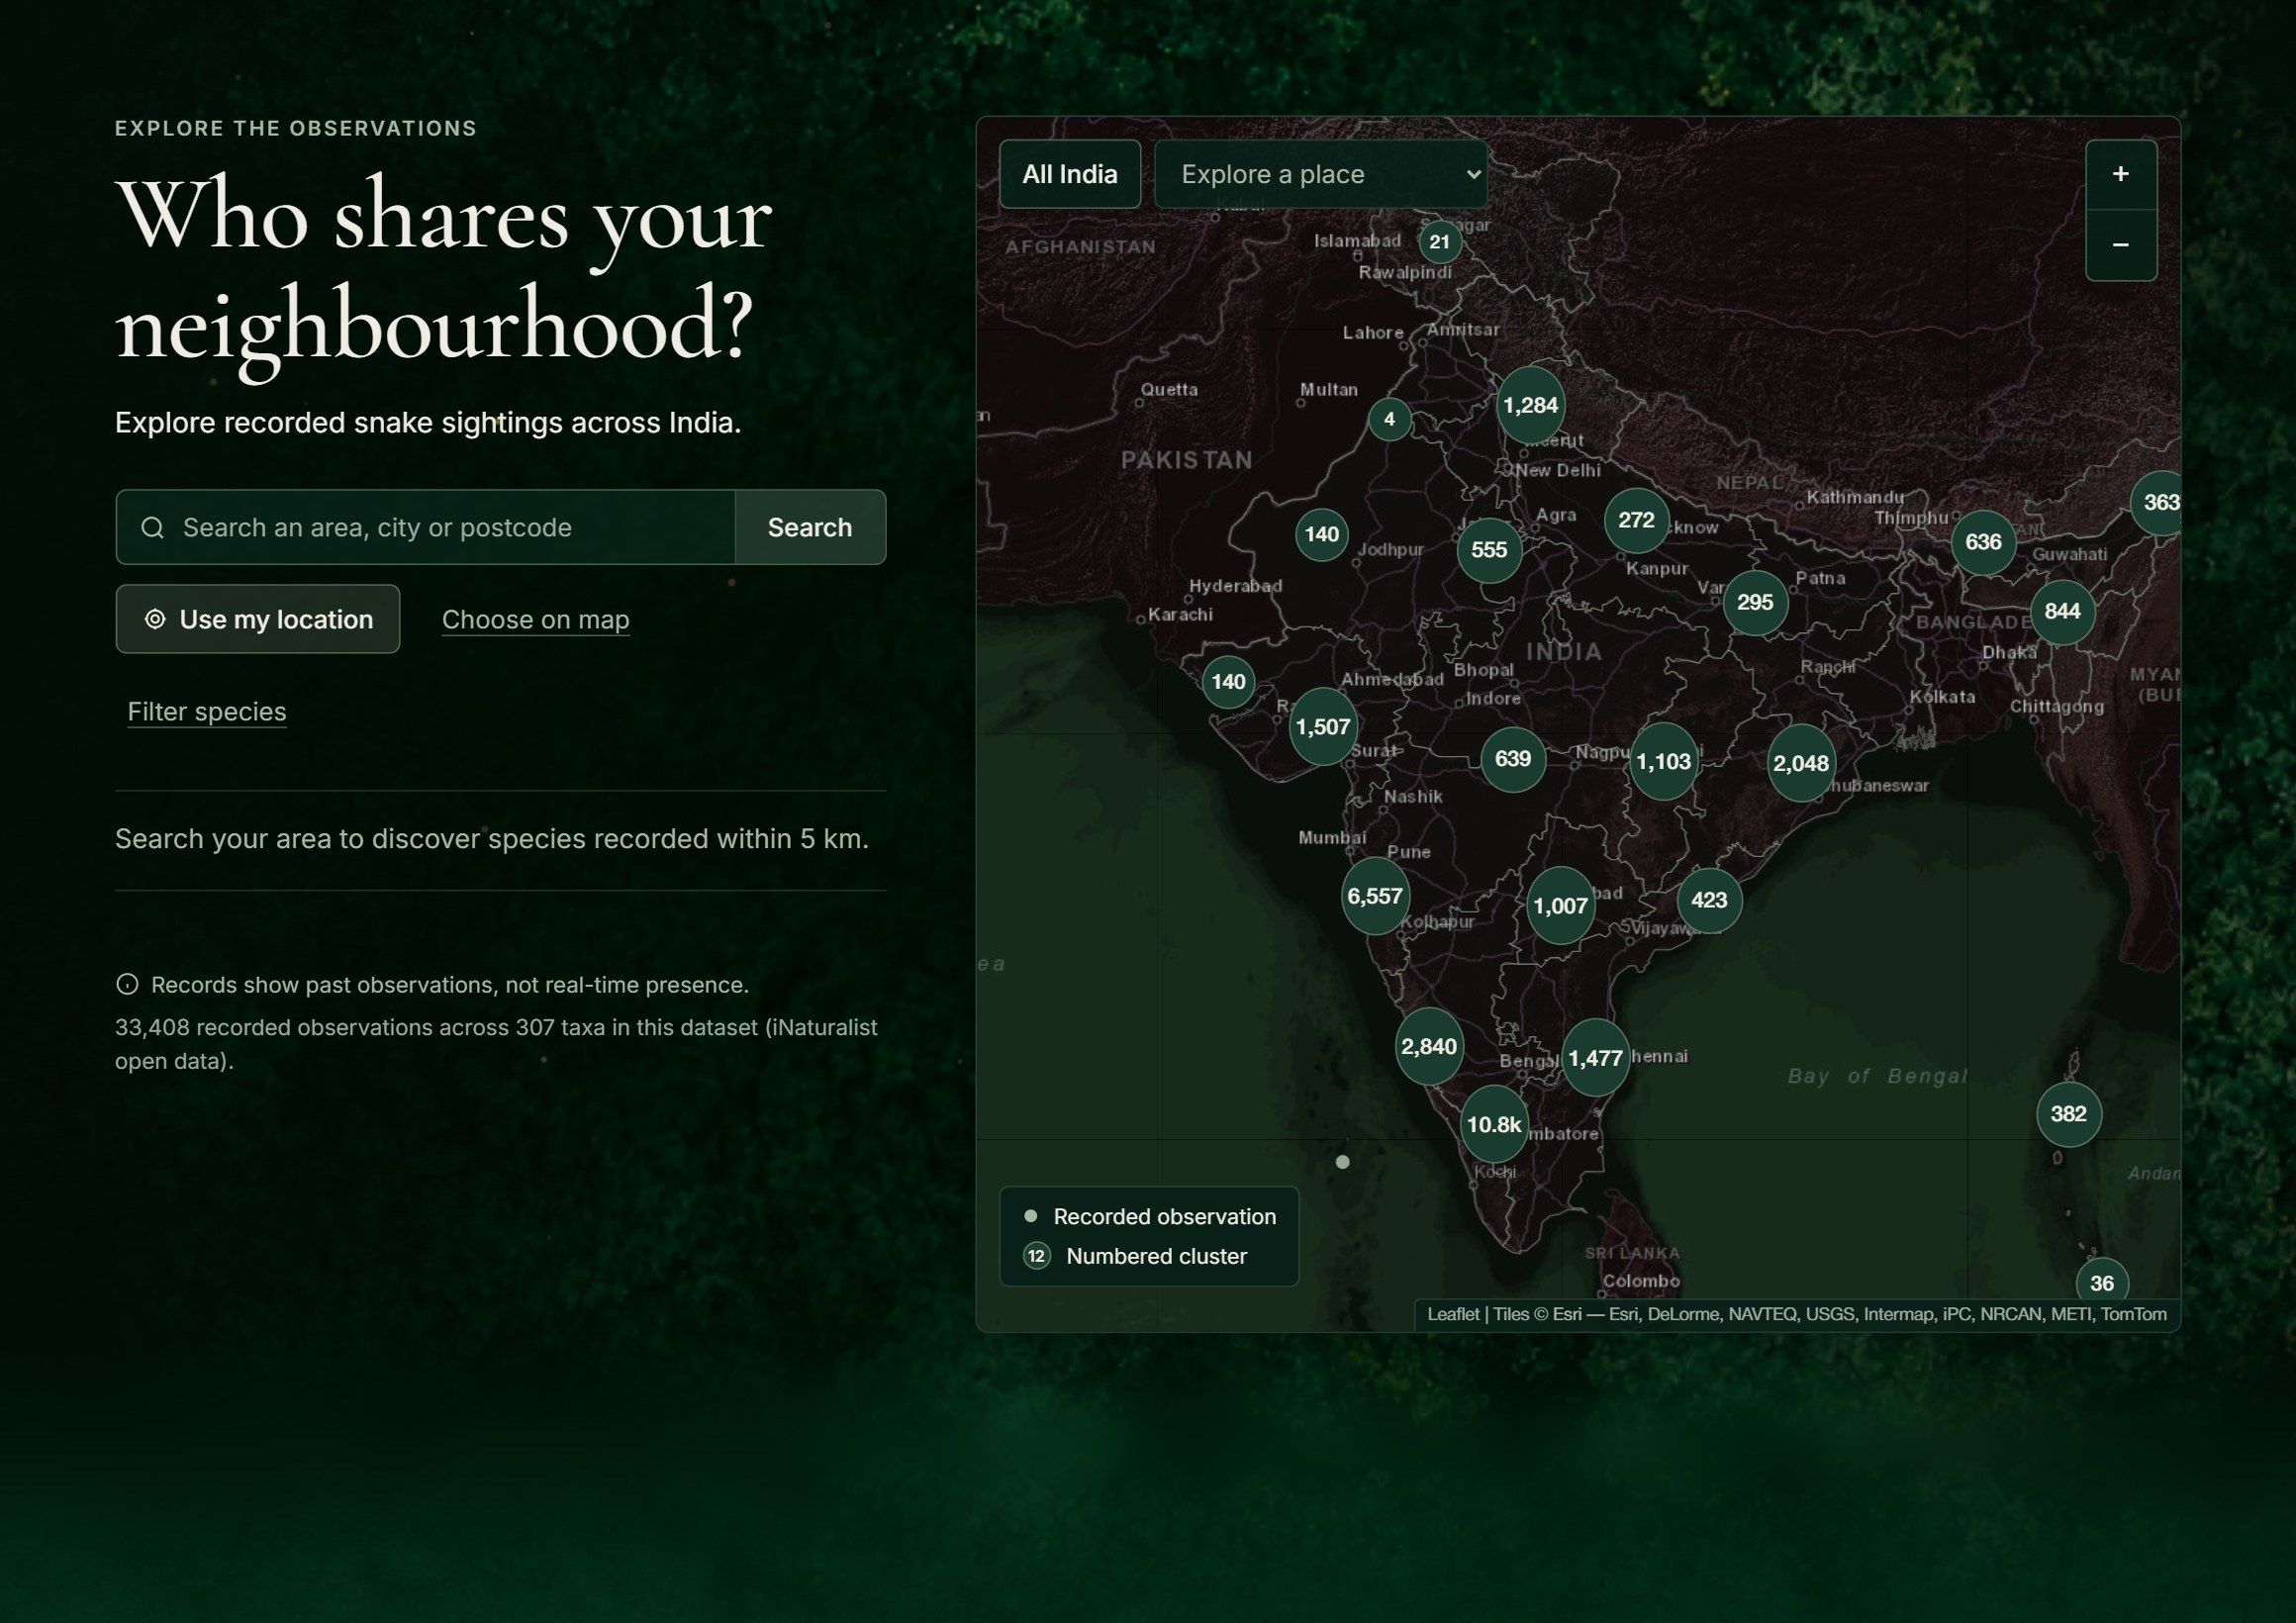 EXPLORE THE OBSERVATIONS
Who shares your
neighbourhood?
Explore recorded snake sightings across India.
Search an area, city or postcode
Search
Use my location
Choose on map
Filter species
Search your area to discover species recorded within 5 km.
Records show past observations, not real-time presence.
33,408 recorded observations across 307 taxa in this dataset (iNaturalist
open data).
All India
Explore a place
+
−
AFGHANISTAN
Islamabad
21
Rawalpindi
Lahore
Amritsar
Quetta
Multan
4
1,284
PAKISTAN
New Delhi
NEPAL
Kathmandu
363
Thimphu
140
Agra
272
636
555
Jodhpur
Guwahati
Kanpur
Patna
Hyderabad
295
844
Karachi
INDIA
Dhaka
Bhopal
Ranchi
140
Ahmedabad
Indore
Kolkata
Chittagong
1,507
Surat
639
1,103
2,048
Nashik
Mumbai
Pune
6,557
1,007
423
Kolhapur
2,840
1,477
Bay of Bengal
10.8k
382
Kochi
Recorded observation
12
Numbered cluster
SRI LANKA
Colombo
36
Leaflet | Tiles © Esri — Esri, DeLorme, NAVTEQ, USGS, Intermap, iPC, NRCAN, METI, TomTom